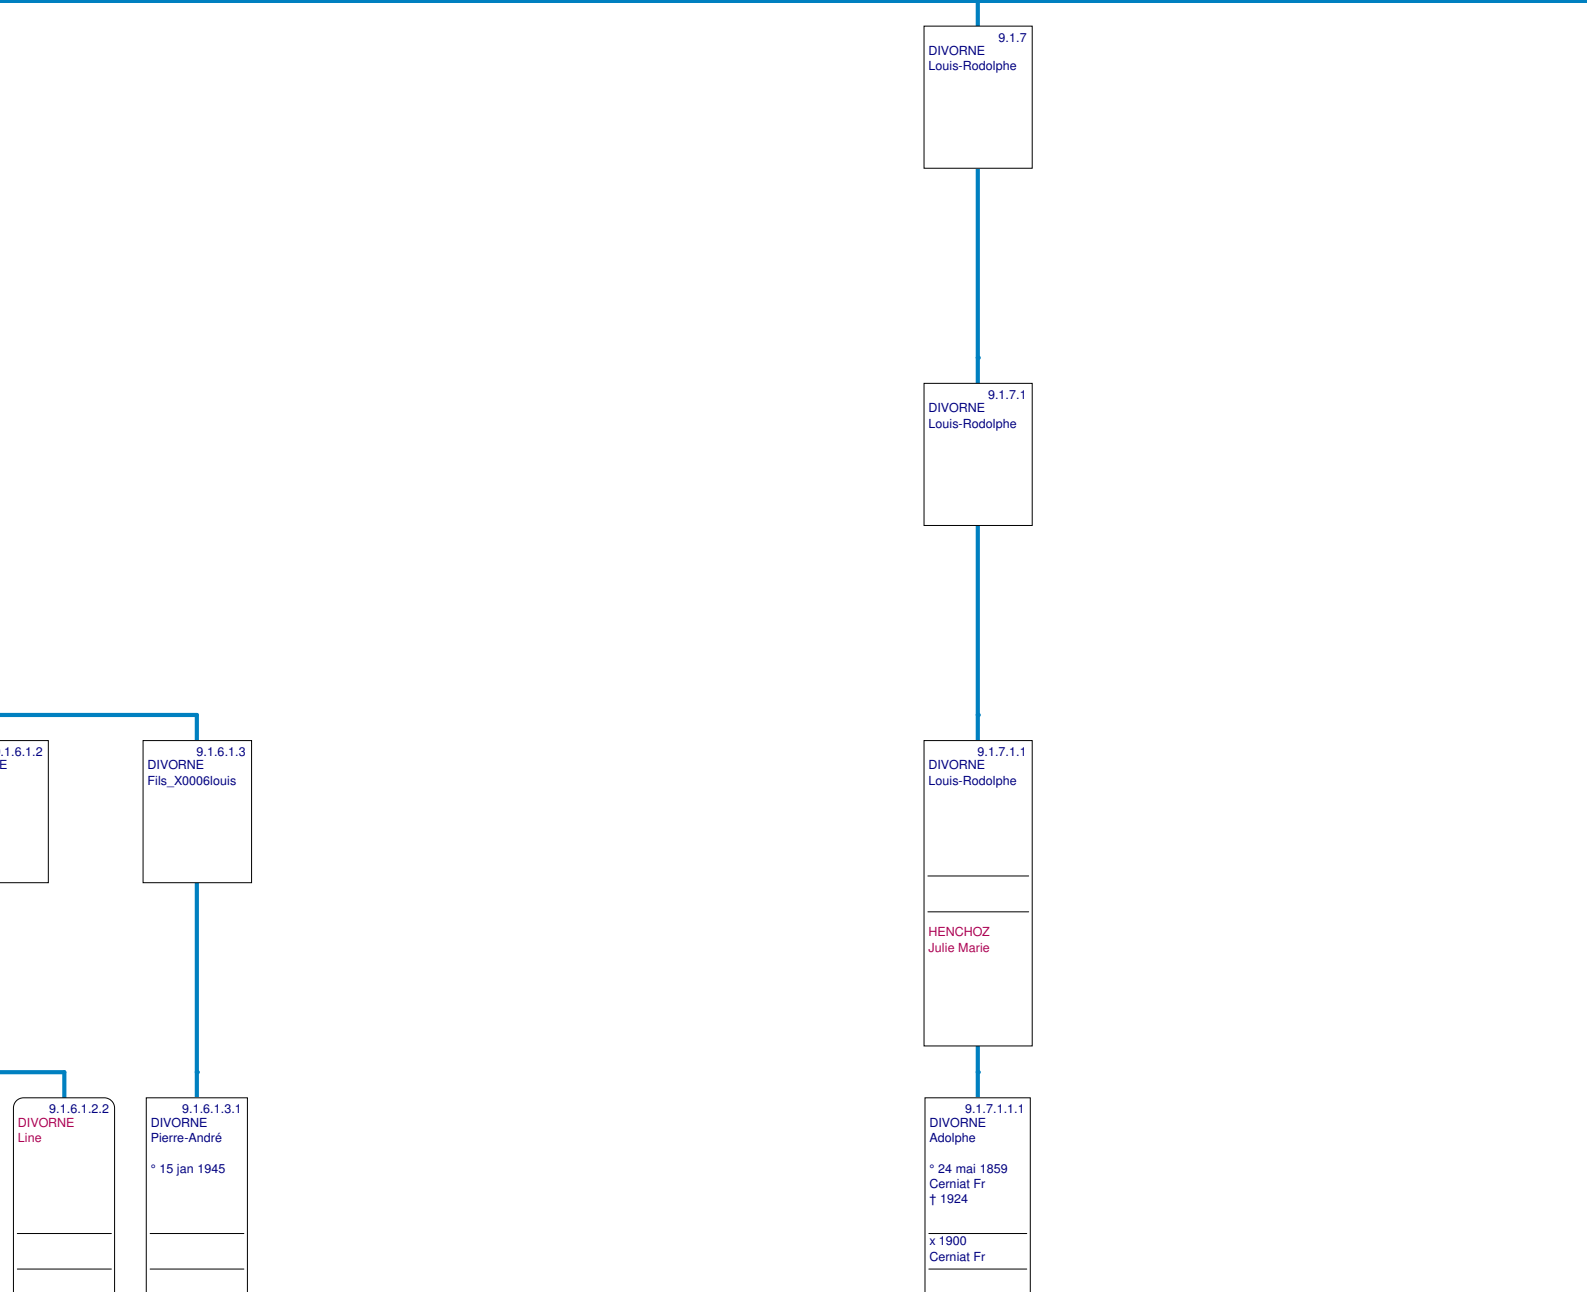 9.1.7
DIVORNE
Louis-Rodolphe
9.1.7.1
DIVORNE
Louis-Rodolphe
.1.6.1.2
E
9.1.6.1.3
DIVORNE
Fils_X0006louis
9.1.7.1.1
DIVORNE
Louis-Rodolphe
HENCHOZ
Julie Marie
9.1.6.1.2.2
DIVORNE
Line
9.1.6.1.3.1
DIVORNE
Pierre-André
° 15 jan 1945
9.1.7.1.1.1
DIVORNE
Adolphe
° 24 mai 1859
Cerniat Fr
† 1924
x 1900
Cerniat Fr